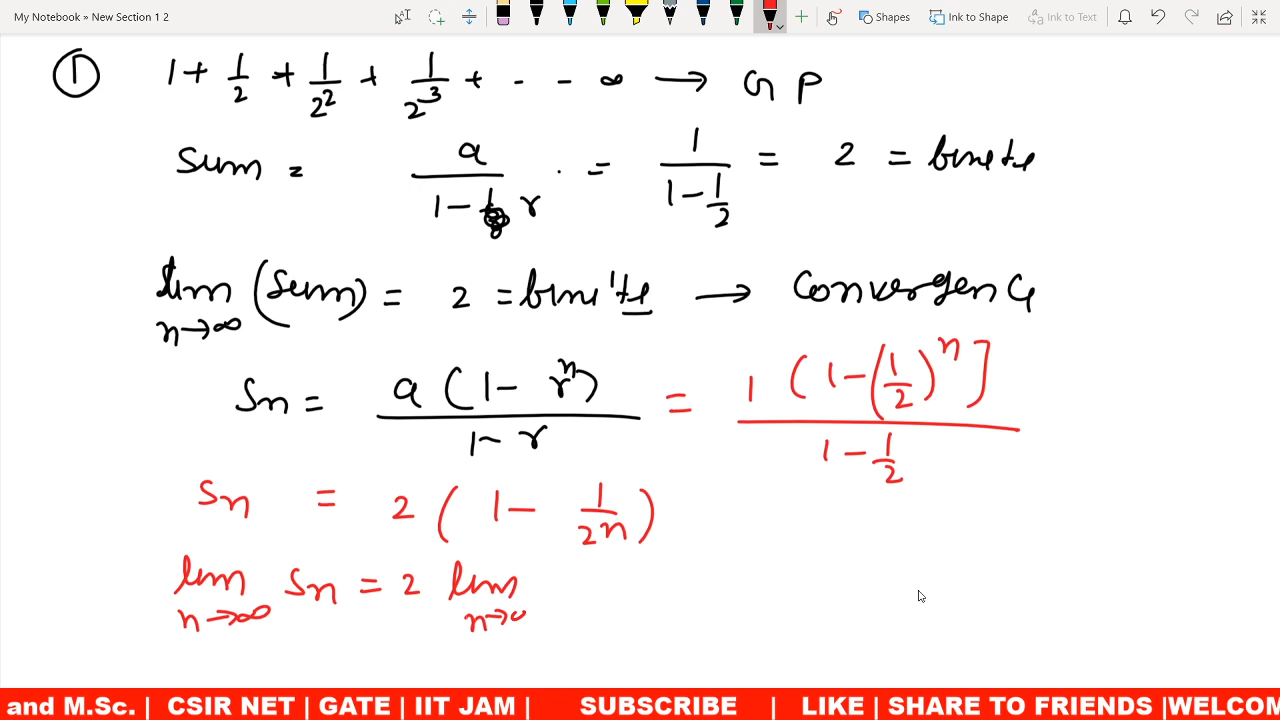 My Notebook » New Section 1 2
Shapes
Ink to Shape
Ink to Text
① 1 + 1/2 + 1/2² + 1/2³ + - - ∞ → GP
Sum = a/(1 - r) = 1/(1 - 1/2) = 2 = finite
lim n→∞ (Sum) = 2 = finite → Convergence
Sn = a(1 - rⁿ)/(1 - r) = 1(1 - (1/2)ⁿ]/(1 - 1/2)
Sn = 2(1 - 1/2ⁿ)
lim n→∞ Sn = 2 lim n→
and M.Sc. | CSIR NET | GATE | IIT JAM | SUBSCRIBE | LIKE | SHARE TO FRIENDS |WELCOM